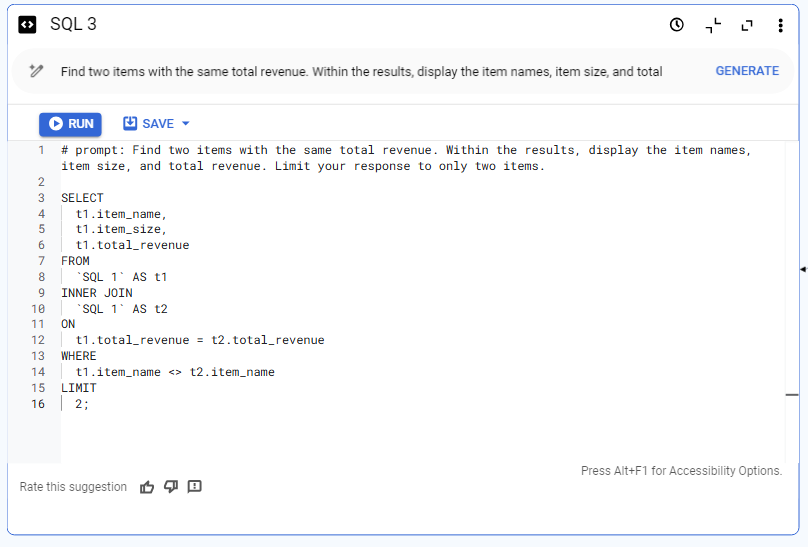 SQL 3
Find two items with the same total revenue. Within the results, display the item names, item size, and total
GENERATE
RUN
SAVE
1 # prompt: Find two items with the same total revenue. Within the results, display the item names,
item size, and total revenue. Limit your response to only two items.
2
3 SELECT
4 t1.item_name,
5 t1.item_size,
6 t1.total_revenue
7 FROM
8 `SQL 1` AS t1
9 INNER JOIN
10 `SQL 1` AS t2
11 ON
12 t1.total_revenue = t2.total_revenue
13 WHERE
14 t1.item_name <> t2.item_name
15 LIMIT
16 2;
Press Alt+F1 for Accessibility Options.
Rate this suggestion